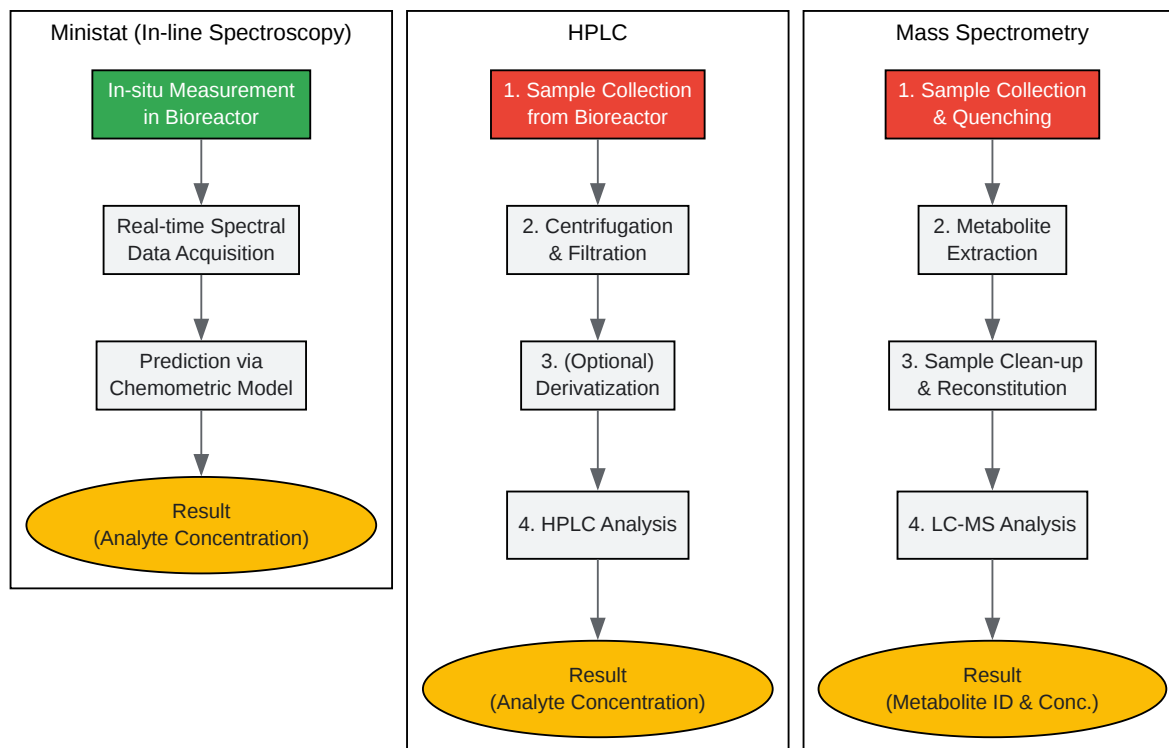 Ministat (In-line Spectroscopy)
In-situ Measurement
in Bioreactor
Real-time Spectral
Data Acquisition
Prediction via
Chemometric Model
Result
(Analyte Concentration)
HPLC
1. Sample Collection
from Bioreactor
2. Centrifugation
& Filtration
3. (Optional)
Derivatization
4. HPLC Analysis
Result
(Analyte Concentration)
Mass Spectrometry
1. Sample Collection
& Quenching
2. Metabolite
Extraction
3. Sample Clean-up
& Reconstitution
4. LC-MS Analysis
Result
(Metabolite ID & Conc.)